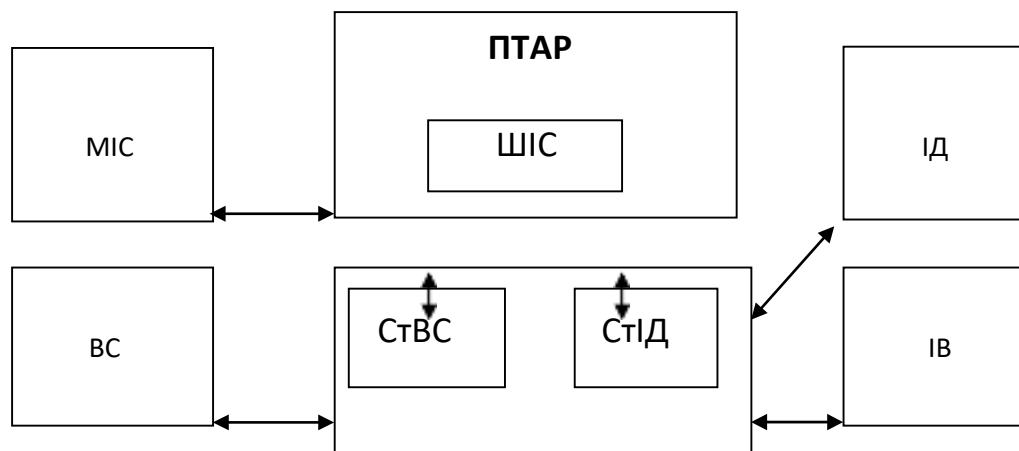 ПТАР
МІС
ШІС
ІД
СтВС
СтІД
ВС
ІВ